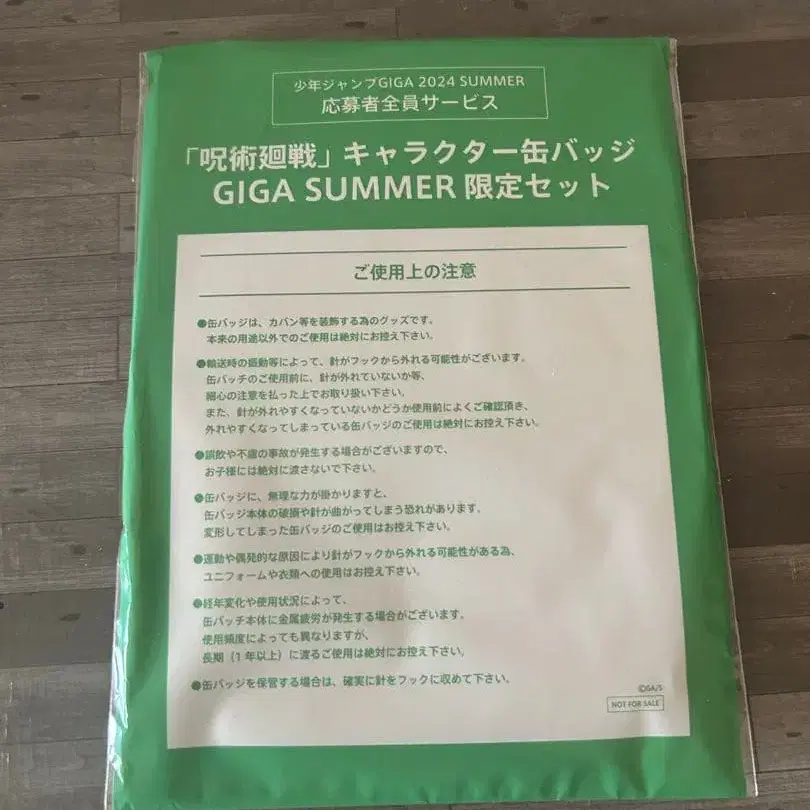 少年ジャンプGIGA 2024 SUMMER
応募者全員サービス
「呪術廻戦」キャラクター缶バッジ
GIGA SUMMER 限定セット
ご使用上の注意
●缶バッジは、カバン等を装飾する為のグッズです。
本来の用途以外でのご使用は絶対にお控え下さい。
●輸送時の振動等によって、針がフックから外れる可能性がございます。
缶バッチのご使用前に、針が外れていないか等、
細心の注意を払った上でお取り扱い下さい。
また、針が外れやすくなっていないかどうか使用前によくご確認頂き、
外れやすくなってしまっている缶バッジのご使用は絶対にお控え下さい。
●誤飲や不慮の事故が発生する場合がございますので、
お子様には絶対に渡さないで下さい。
●缶バッジに、無理な力が掛かりますと、
缶バッジ本体の破損や針が曲がってしまう恐れがあります。
変形してしまった缶バッジのご使用はお控え下さい。
●運動や偶発的な原因により針がフックから外れる可能性がある為、
ユニフォームや衣類への使用はお控え下さい。
●経年変化や使用状況によって、
缶バッチ本体に金属疲労が発生する場合がございます。
使用頻度によっても異なりますが、
長期（1年以上）に渡るご使用は絶対にお控え下さい。
●缶バッジを保管する場合は、確実に針をフックに収めて下さい。
©GA/S
NOT FOR SALE